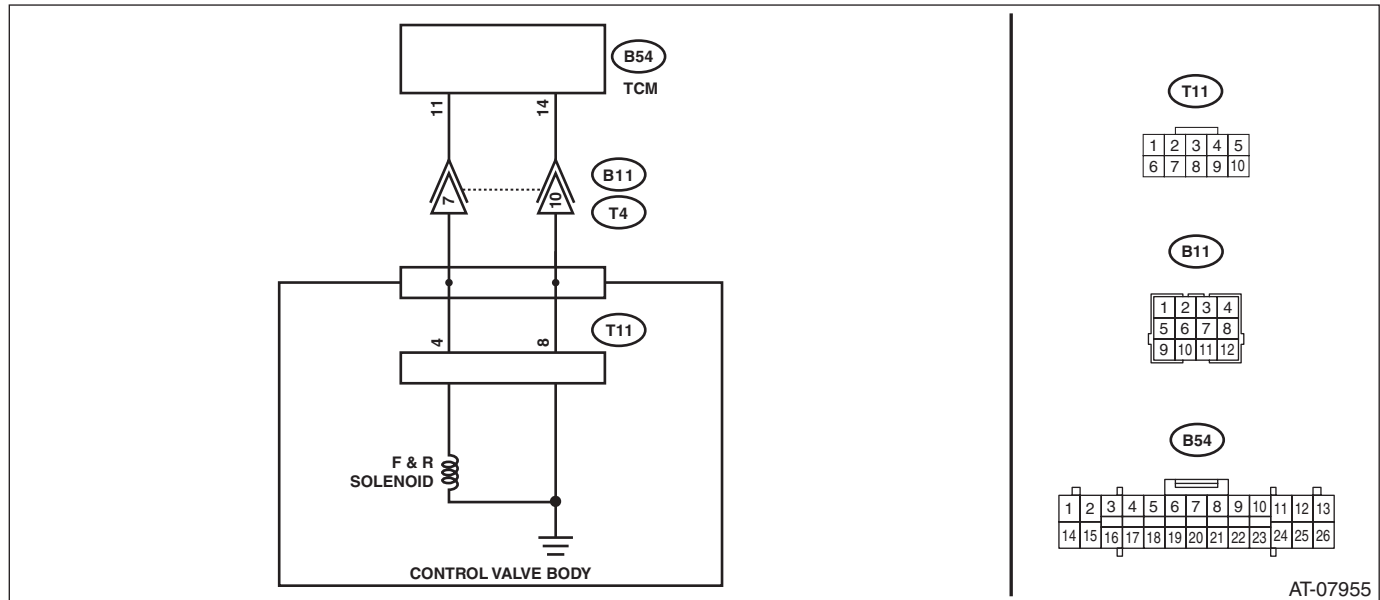 B54
TCM
11 14
B11
7 10
T4
T11
4 8
F & R
SOLENOID
CONTROL VALVE BODY
T11
1 2 3 4 5
6 7 8 9 10
B11
1 2 3 4
5 6 7 8
9 10 11 12
B54
1 2 3 4 5 6 7 8 9 10 11 12 13
14 15 16 17 18 19 20 21 22 23 24 25 26
AT-07955